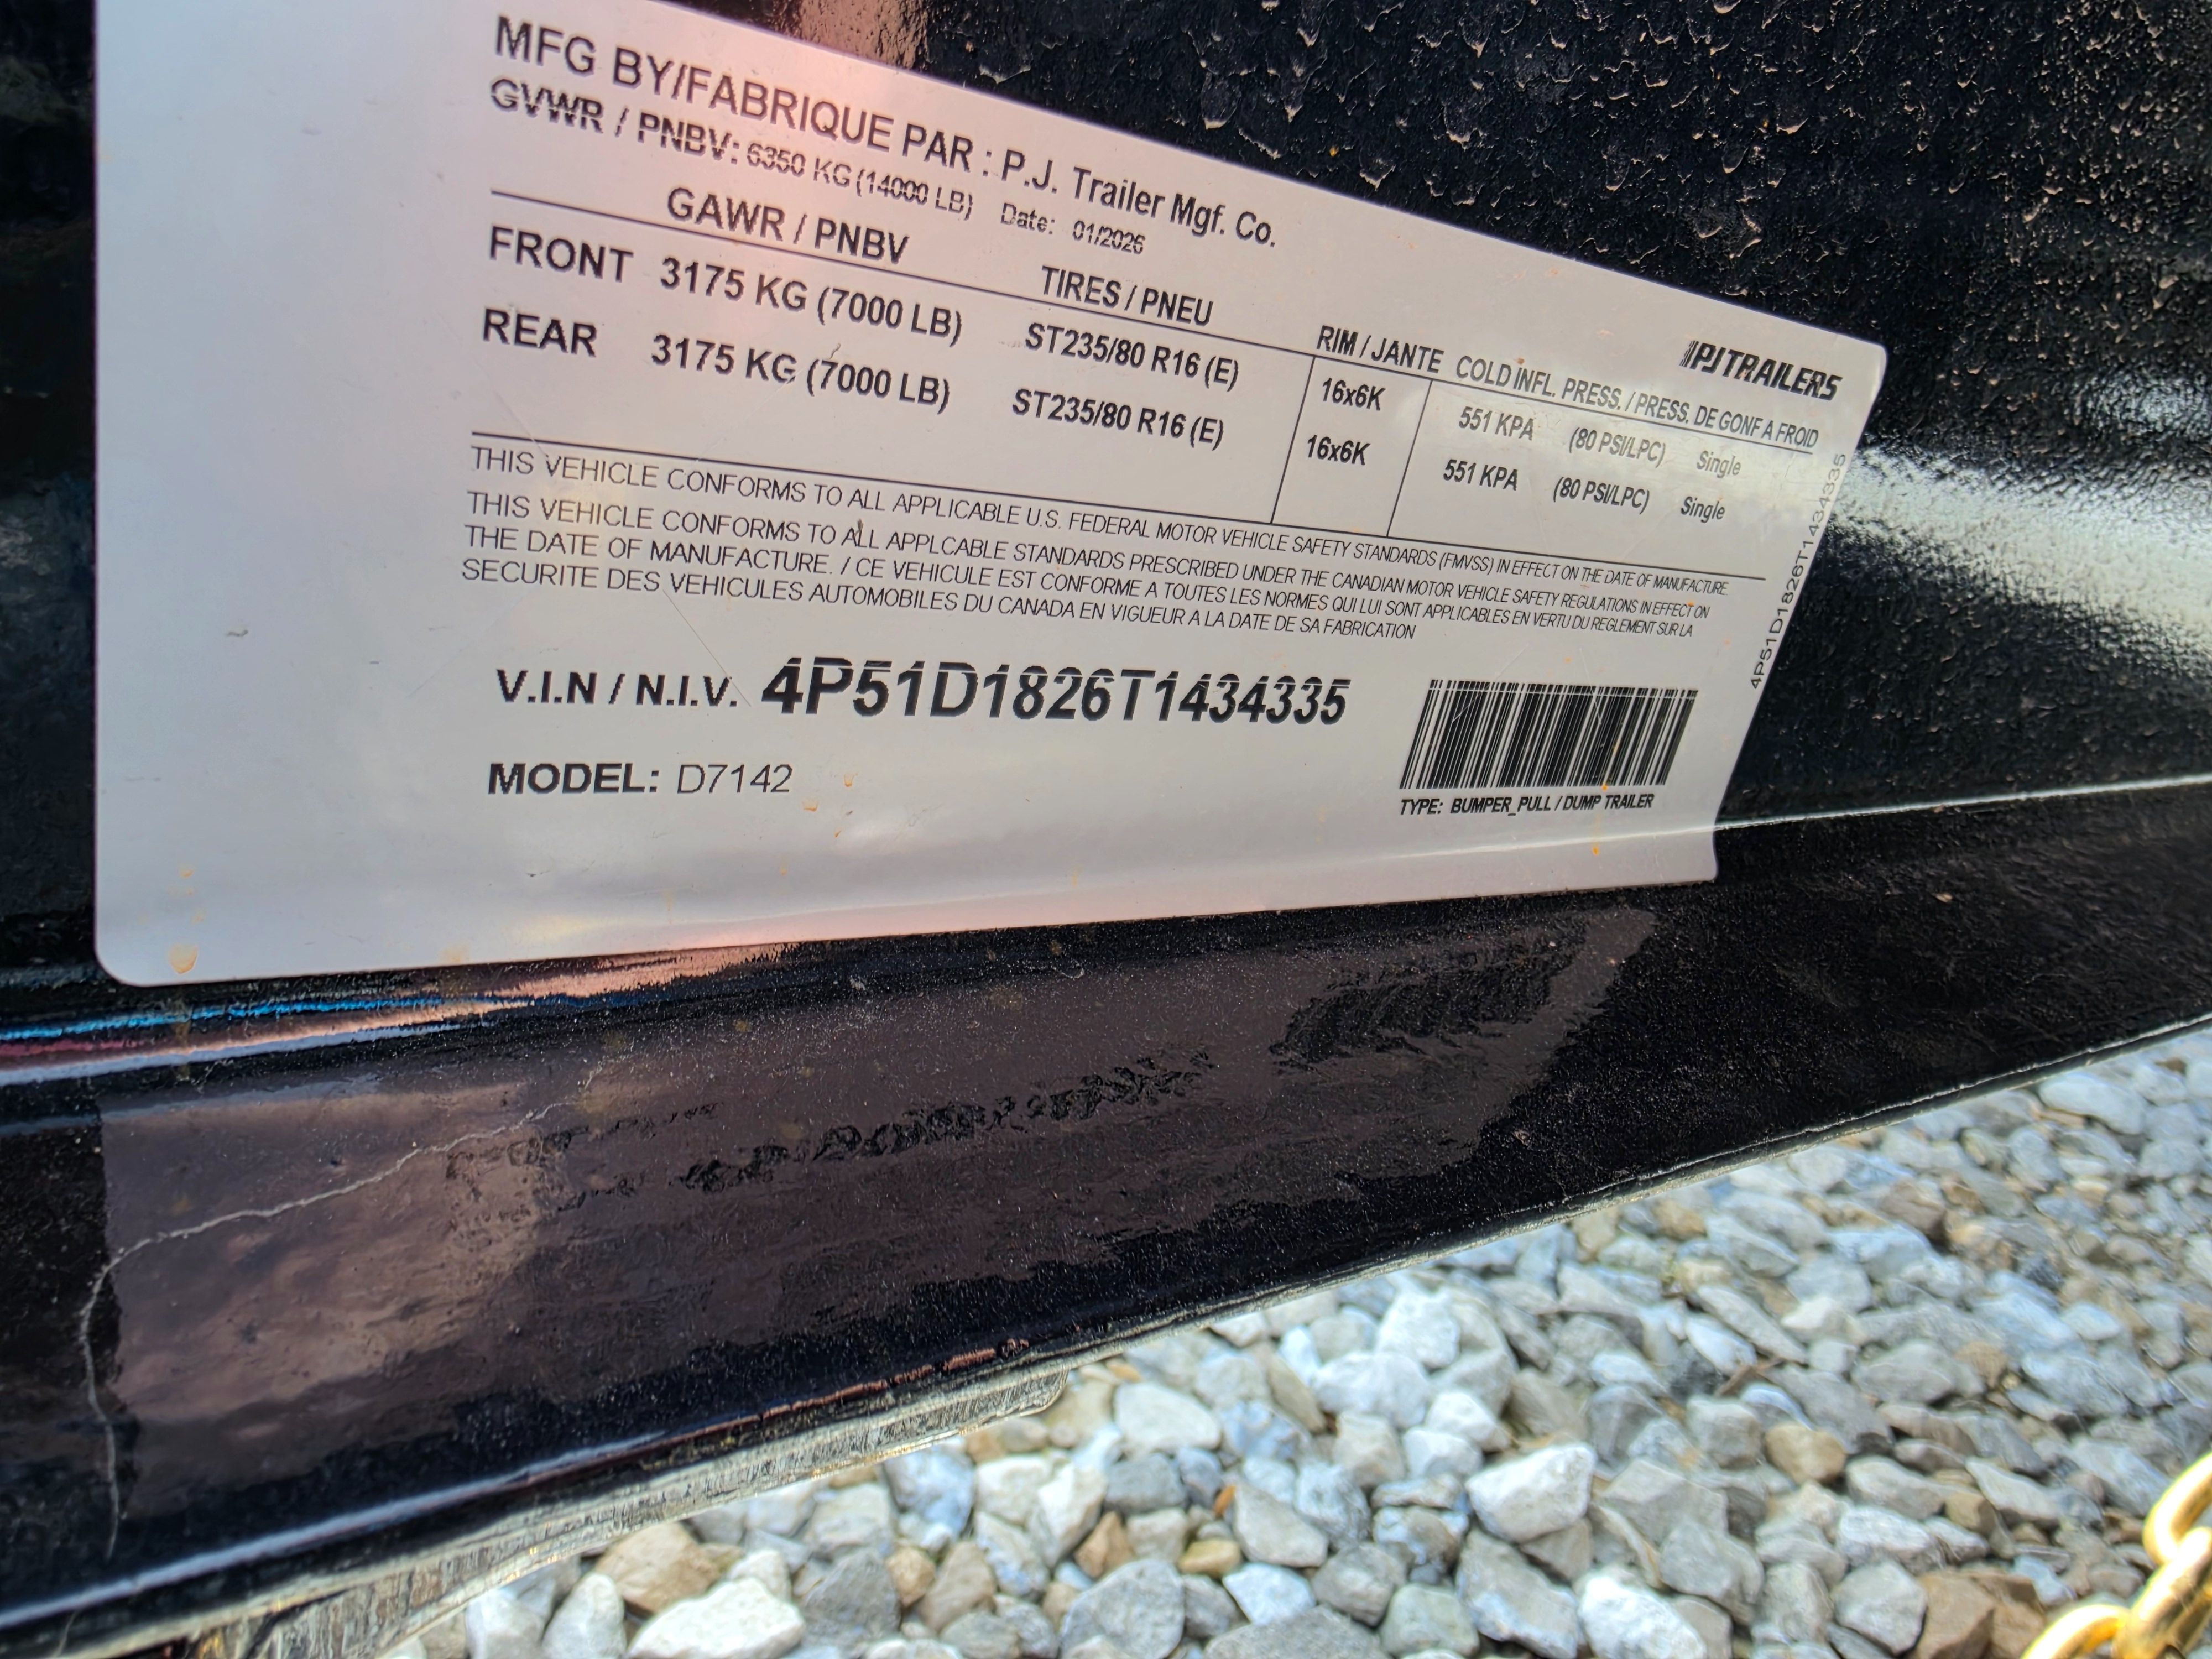 MFG BY/FABRIQUE PAR : P.J. Trailer Mgf. Co.
GVWR / PNBV: 6350 KG (14000 LB) Date: 01/2026
GAWR / PNBV TIRES / PNEU RIM / JANTE COLD INFL. PRESS. / PRESS. DE GONF A FROID
PJTRAILERS
FRONT 3175 KG (7000 LB) ST235/80 R16 (E) 16x6K 551 KPA (80 PSI/LPC) Single
REAR 3175 KG (7000 LB) ST235/80 R16 (E) 16x6K 551 KPA (80 PSI/LPC) Single
THIS VEHICLE CONFORMS TO ALL APPLICABLE U.S. FEDERAL MOTOR VEHICLE SAFETY STANDARDS (FMVSS) IN EFFECT ON THE DATE OF MANUFACTURE.
THIS VEHICLE CONFORMS TO ALL APPLCABLE STANDARDS PRESCRIBED UNDER THE CANADIAN MOTOR VEHICLE SAFETY REGULATIONS IN EFFECT ON
THE DATE OF MANUFACTURE. / CE VEHICULE EST CONFORME A TOUTES LES NORMES QUI LUI SONT APPLICABLES EN VERTU DU REGLEMENT SUR LA
SECURITE DES VEHICULES AUTOMOBILES DU CANADA EN VIGUEUR A LA DATE DE SA FABRICATION
V.I.N / N.I.V. 4P51D1826T1434335
MODEL: D7142
TYPE: BUMPER_PULL / DUMP TRAILER
4P51D1826T1434335